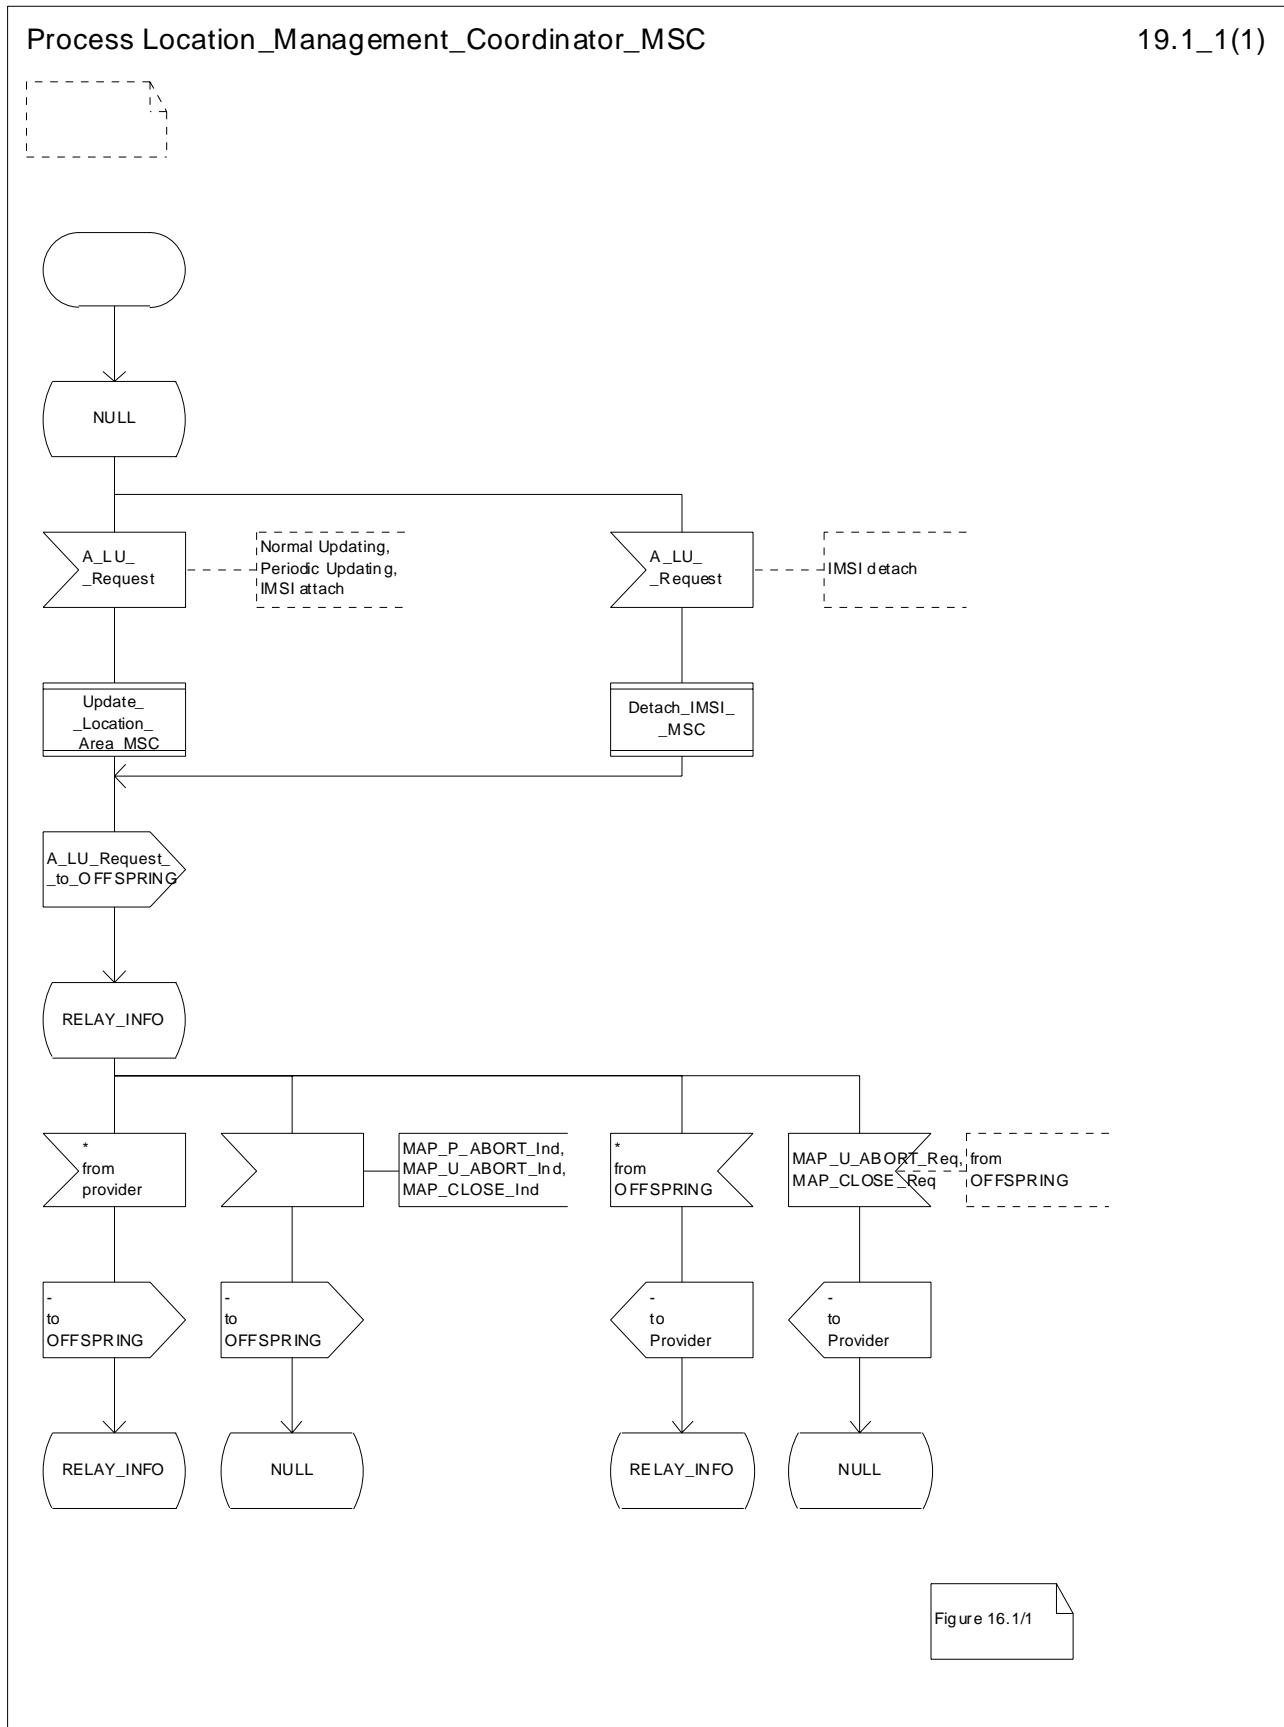 Process Location_Management_Coordinator_MSC
19.1_1(1)
NULL
A_LU_
_Request
Normal Updating,
Periodic Updating,
IMSI attach
A_LU_
_Request
IMSI detach
Update_
_Location_
Area_MSC
Detach_IMSI_
_MSC
A_LU_Request_
_to_OFFSPRING
RELAY_INFO
*
from
provider
MAP_P_ABORT_Ind,
MAP_U_ABORT_Ind,
MAP_CLOSE_Ind
*
from
OFFSPRING
MAP_U_ABORT_Req,
MAP_CLOSE_Req
from
OFFSPRING
-
to
OFFSPRING
-
to
OFFSPRING
-
to
Provider
-
to
Provider
RELAY_INFO
NULL
RELAY_INFO
NULL
Figure 16.1/1